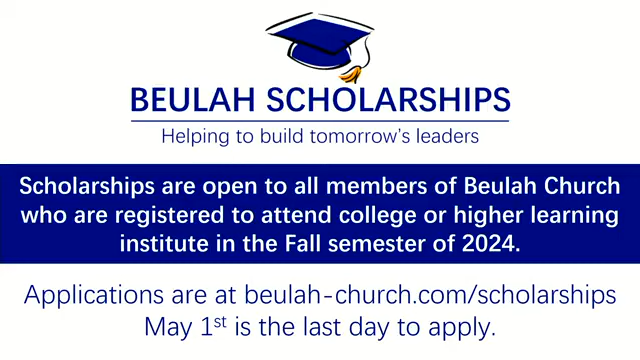 BEULAH SCHOLARSHIPS
Helping to build tomorrow's leaders
Scholarships are open to all members of Beulah Church
who are registered to attend college or higher learning
institute in the Fall semester of 2024.
Applications are at beulah-church.com/scholarships
May 1st is the last day to apply.